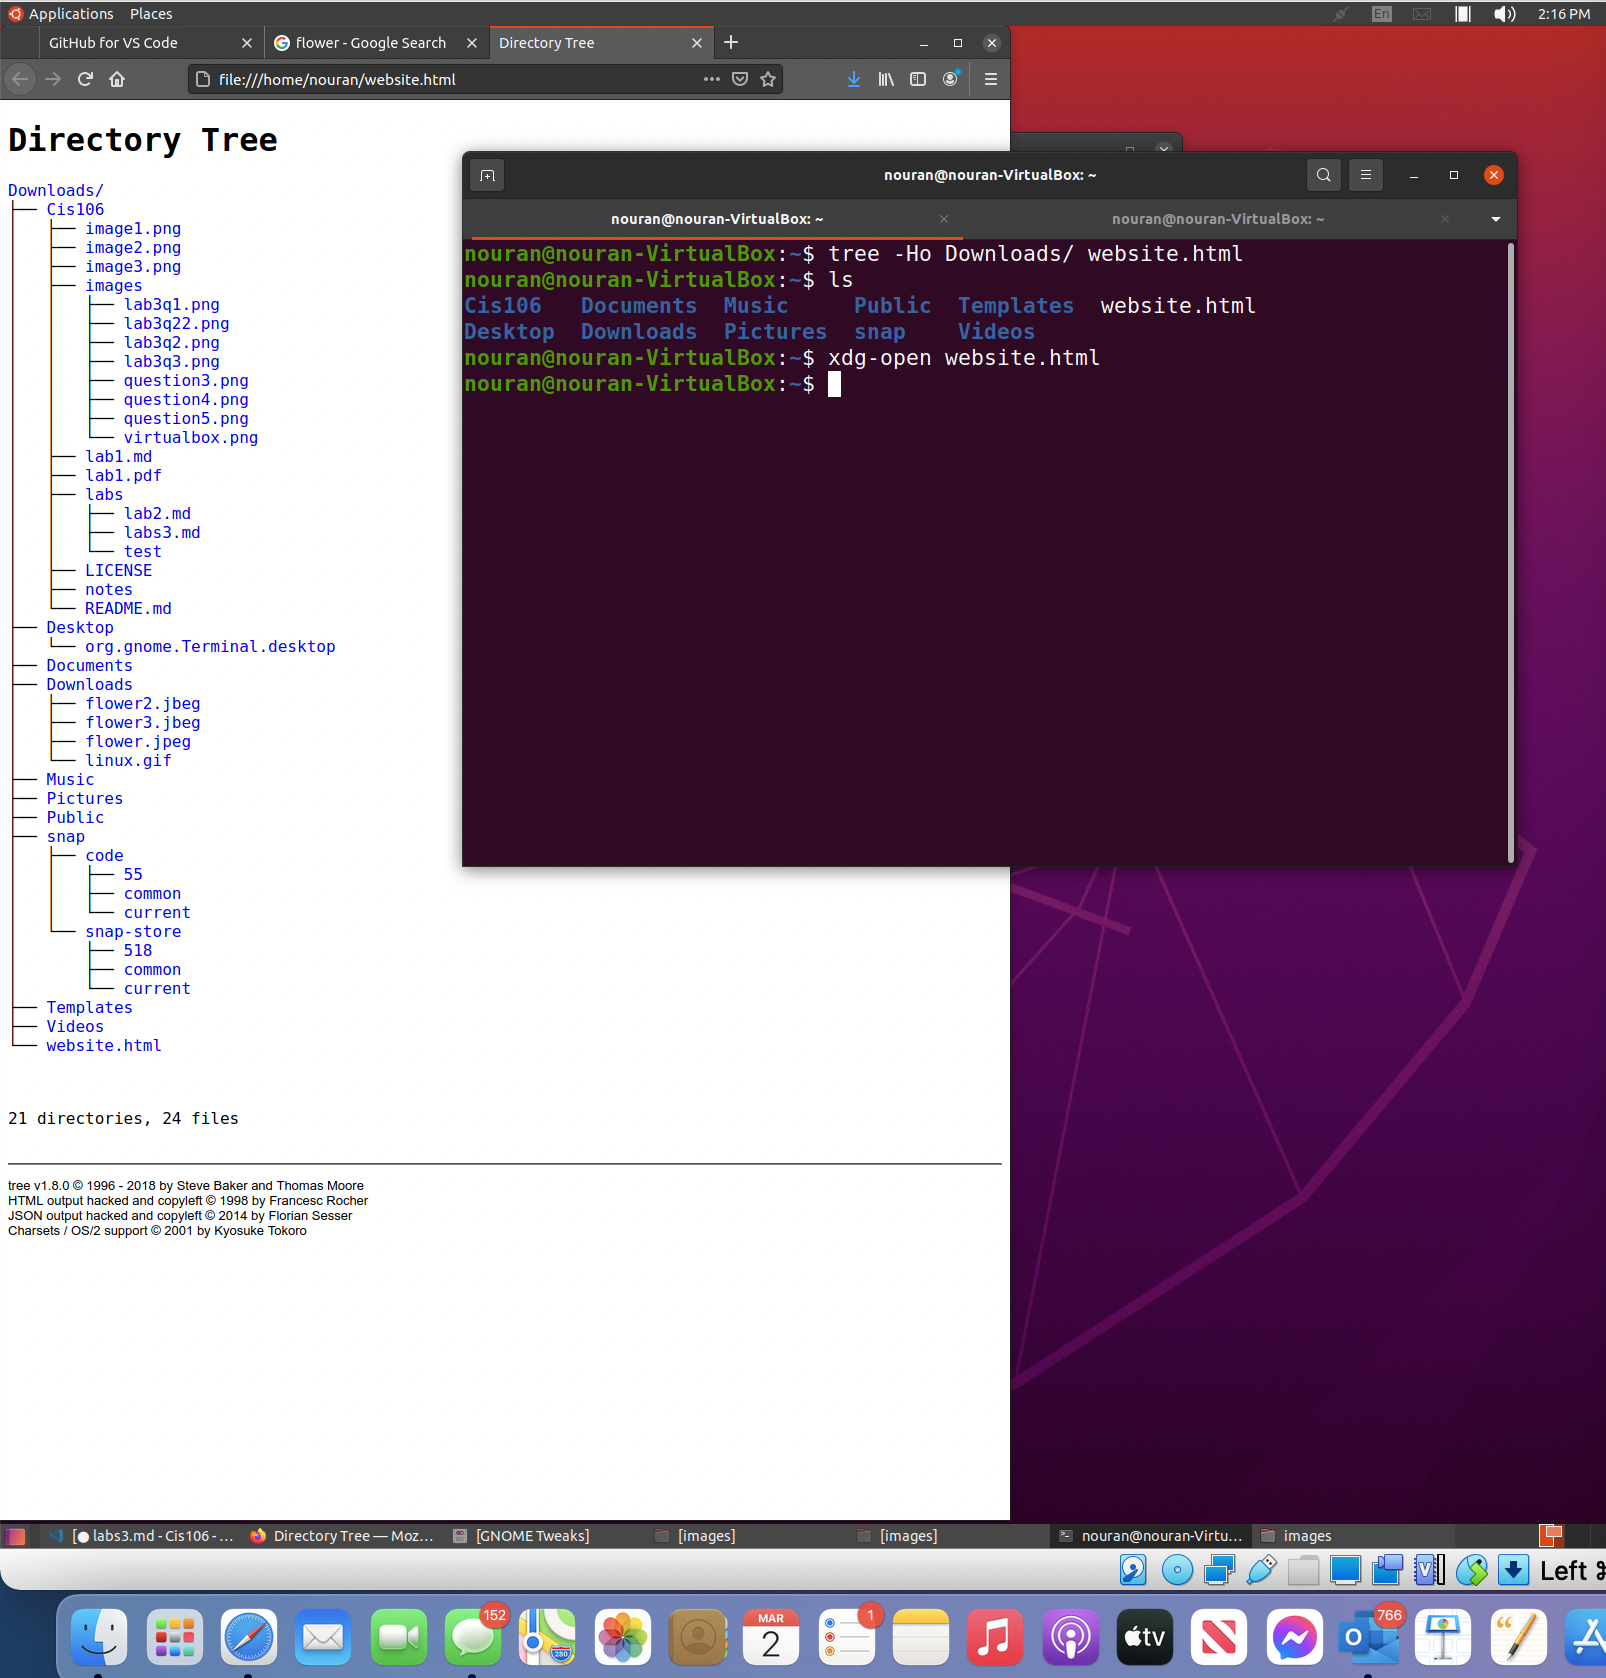 Applications Places En 2:16 PM
GitHub for VS Code flower - Google Search Directory Tree
file:///home/nouran/website.html
Directory Tree
Downloads/
├── Cis106
│   ├── image1.png
│   ├── image2.png
│   ├── image3.png
│   ├── images
│   │   ├── lab3q1.png
│   │   ├── lab3q22.png
│   │   ├── lab3q2.png
│   │   ├── lab3q3.png
│   │   ├── question3.png
│   │   ├── question4.png
│   │   ├── question5.png
│   │   └── virtualbox.png
│   ├── lab1.md
│   ├── lab1.pdf
│   ├── labs
│   │   ├── lab2.md
│   │   ├── labs3.md
│   │   └── test
│   ├── LICENSE
│   ├── notes
│   └── README.md
├── Desktop
│   └── org.gnome.Terminal.desktop
├── Documents
├── Downloads
│   ├── flower2.jbeg
│   ├── flower3.jbeg
│   ├── flower.jpeg
│   └── linux.gif
├── Music
├── Pictures
├── Public
├── snap
│   ├── code
│   │   ├── 55
│   │   ├── common
│   │   └── current
│   └── snap-store
│       ├── 518
│       ├── common
│       └── current
├── Templates
├── Videos
└── website.html
21 directories, 24 files
tree v1.8.0 © 1996 - 2018 by Steve Baker and Thomas Moore
HTML output hacked and copyleft © 1998 by Francesc Rocher
JSON output hacked and copyleft © 2014 by Florian Sesser
Charsets / OS/2 support © 2001 by Kyosuke Tokoro
nouran@nouran-VirtualBox: ~
nouran@nouran-VirtualBox: ~ nouran@nouran-VirtualBox: ~
nouran@nouran-VirtualBox:~$ tree -Ho Downloads/ website.html
nouran@nouran-VirtualBox:~$ ls
Cis106 Documents Music Public Templates website.html
Desktop Downloads Pictures snap Videos
nouran@nouran-VirtualBox:~$ xdg-open website.html
nouran@nouran-VirtualBox:~$
[● labs3.md - Cis106 - ... Directory Tree — Moz... [GNOME Tweaks] [images] [images] nouran@nouran-Virtu... images
V Left ⌘
152 280 MAR 2 1 tv O 766